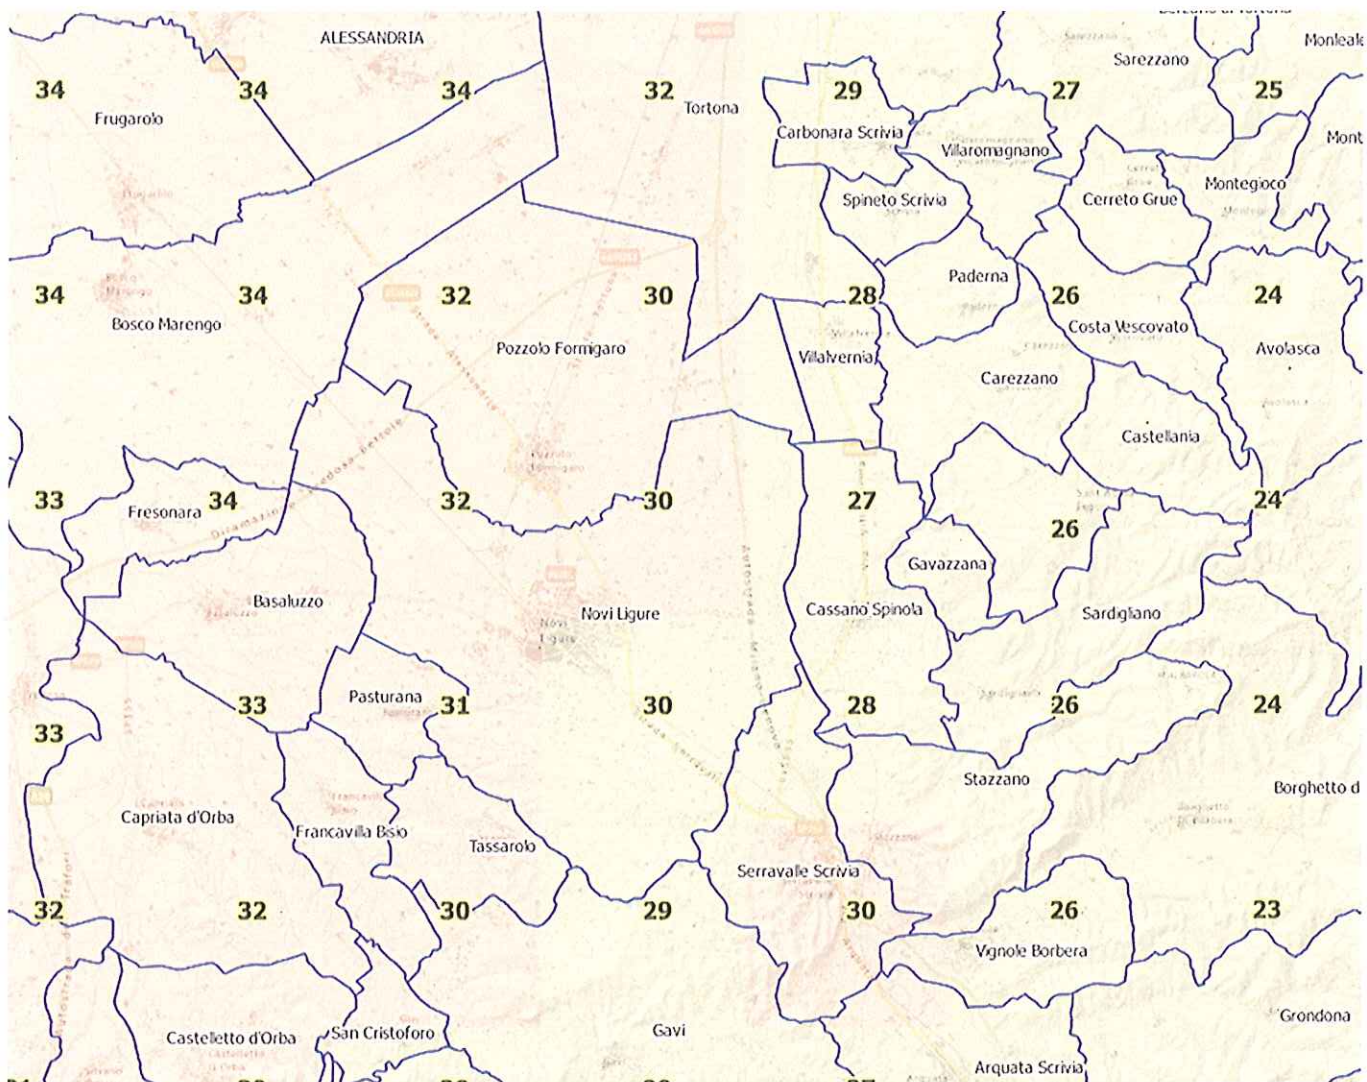 ALESSANDRIA
Sarezzano
34
34
34
32
29
27
25
Frugarolo
Tortona
Carbonara Scrivia
Villaromagnano
Montegioco
Spineto Scrivia
Cerreto Grue
Paderna
34
34
32
30
28
26
24
Bosco Marengo
Pozzolo Formigaro
Villalvernia
Costa Vescovato
Avolasca
Carezzano
Castellania
33
34
32
30
27
26
24
Fresonara
Gavazzana
Basaluzzo
Novi Ligure
Cassano Spinola
Sardigliano
Pasturana
33
33
31
30
28
26
24
Stazzano
Borghetto d
Capriata d'Orba
Francavilla Bisio
Tassarolo
Serravalle Scrivia
32
32
30
29
30
26
23
Vignole Borbera
Grondona
Castelletto d'Orba
San Cristoforo
Gavi
Arquata Scrivia